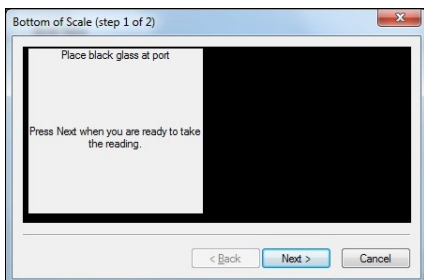 Bottom of Scale (step 1 of 2)
Place black glass at port
Press Next when you are ready to take
the reading.
< Back
Next >
Cancel